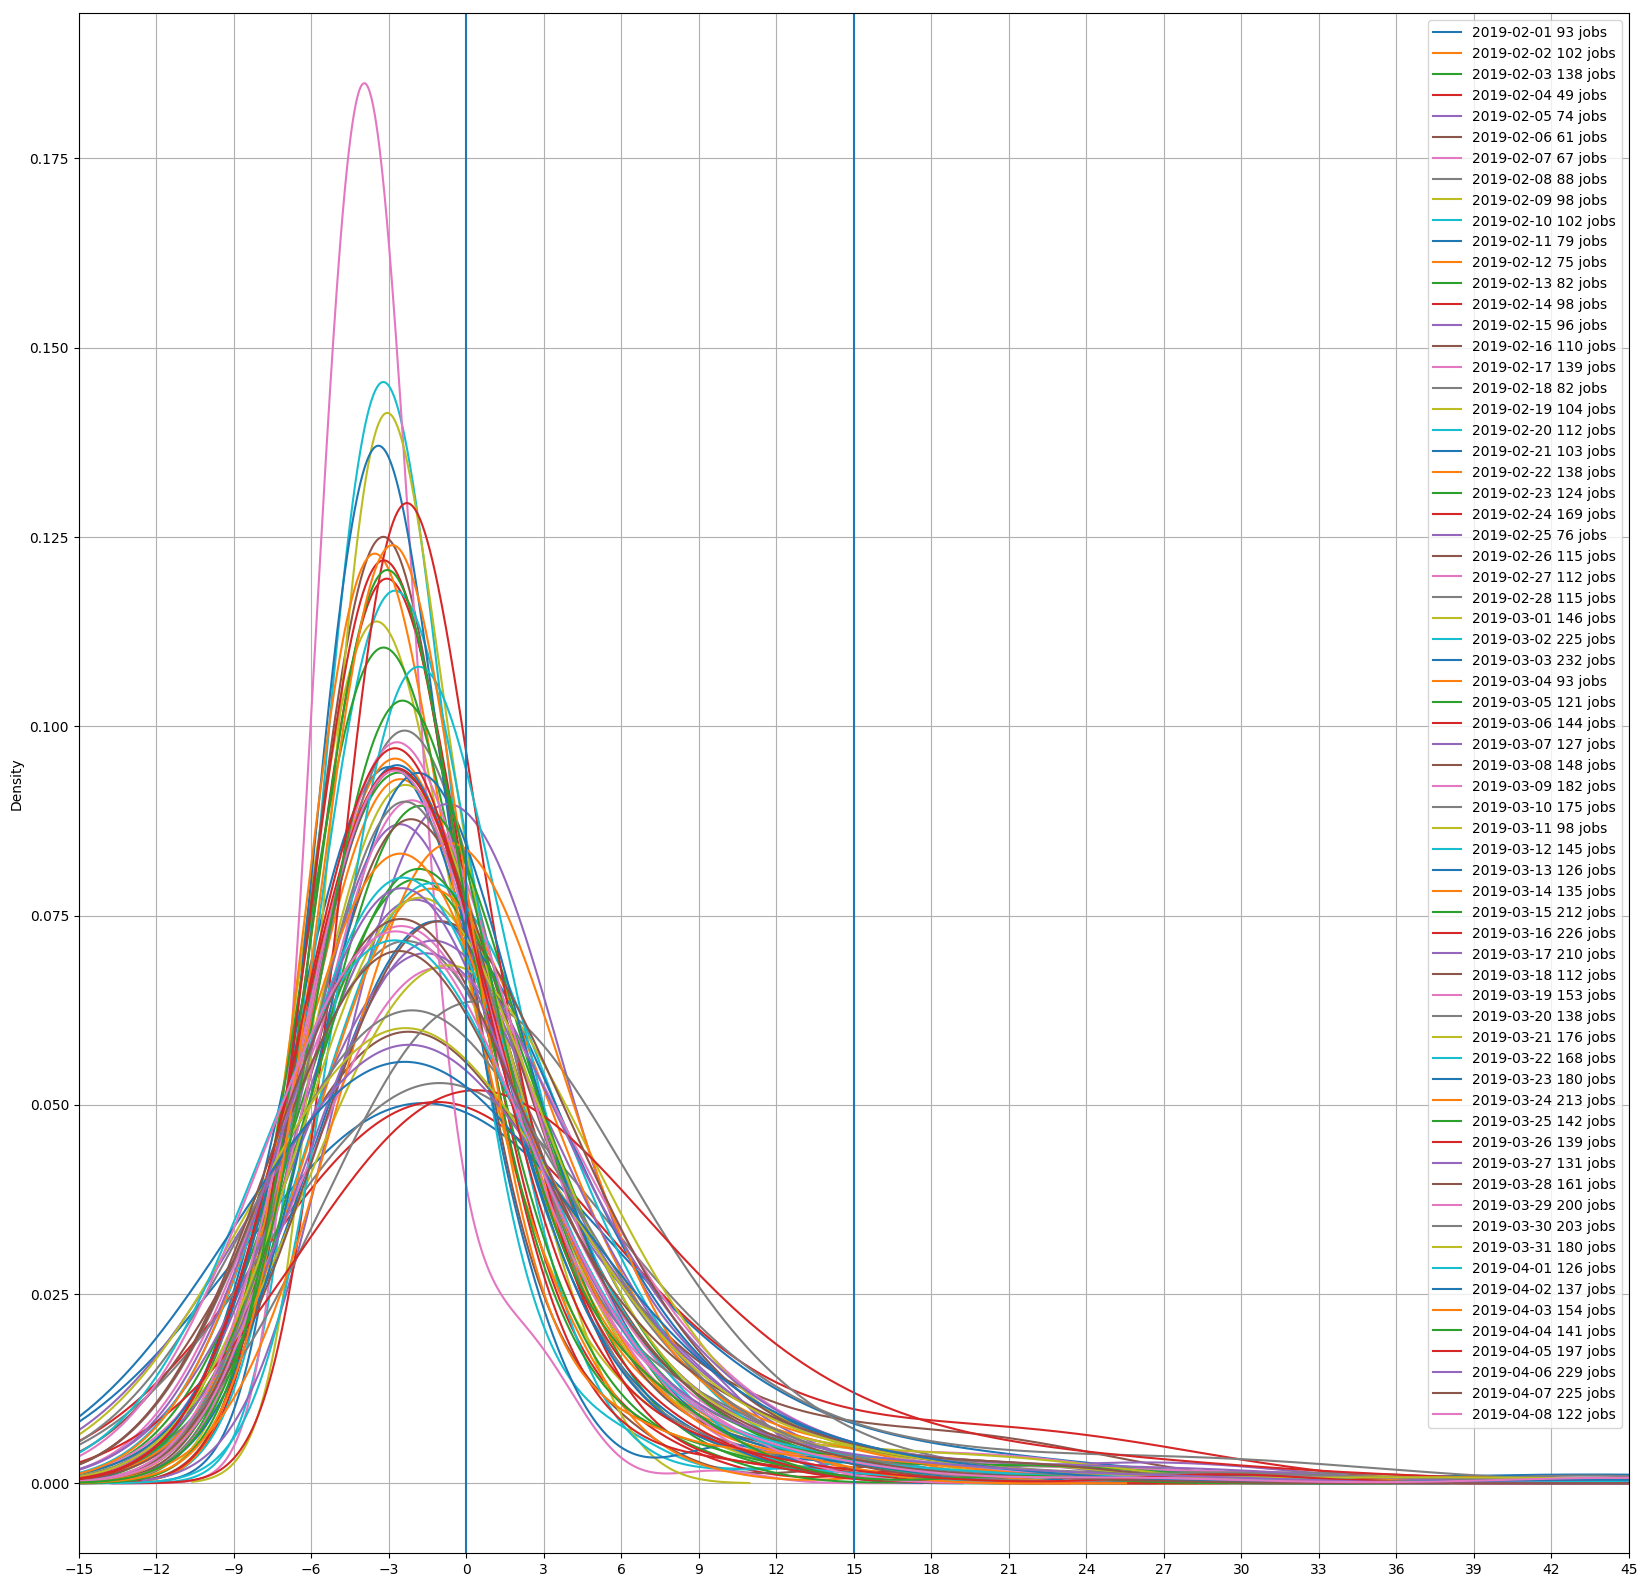 2019-02-01 93 jobs
2019-02-02 102 jobs
2019-02-03 138 jobs
2019-02-04 49 jobs
2019-02-05 74 jobs
2019-02-06 61 jobs
2019-02-07 67 jobs
2019-02-08 88 jobs
2019-02-09 98 jobs
2019-02-10 102 jobs
2019-02-11 79 jobs
2019-02-12 75 jobs
2019-02-13 82 jobs
2019-02-14 98 jobs
2019-02-15 96 jobs
2019-02-16 110 jobs
2019-02-17 139 jobs
2019-02-18 82 jobs
2019-02-19 104 jobs
2019-02-20 112 jobs
2019-02-21 103 jobs
2019-02-22 138 jobs
2019-02-23 124 jobs
2019-02-24 169 jobs
2019-02-25 76 jobs
2019-02-26 115 jobs
2019-02-27 112 jobs
2019-02-28 115 jobs
2019-03-01 146 jobs
2019-03-02 225 jobs
2019-03-03 232 jobs
2019-03-04 93 jobs
2019-03-05 121 jobs
2019-03-06 144 jobs
2019-03-07 127 jobs
2019-03-08 148 jobs
2019-03-09 182 jobs
2019-03-10 175 jobs
2019-03-11 98 jobs
2019-03-12 145 jobs
2019-03-13 126 jobs
2019-03-14 135 jobs
2019-03-15 212 jobs
2019-03-16 226 jobs
2019-03-17 210 jobs
2019-03-18 112 jobs
2019-03-19 153 jobs
2019-03-20 138 jobs
2019-03-21 176 jobs
2019-03-22 168 jobs
2019-03-23 180 jobs
2019-03-24 213 jobs
2019-03-25 142 jobs
2019-03-26 139 jobs
2019-03-27 131 jobs
2019-03-28 161 jobs
2019-03-29 200 jobs
2019-03-30 203 jobs
2019-03-31 180 jobs
2019-04-01 126 jobs
2019-04-02 137 jobs
2019-04-03 154 jobs
2019-04-04 141 jobs
2019-04-05 197 jobs
2019-04-06 229 jobs
2019-04-07 225 jobs
2019-04-08 122 jobs
0.175
0.150
0.125
0.100
0.075
0.050
0.025
0.000
Density
−15 −12 −9 −6 −3 0 3 6 9 12 15 18 21 24 27 30 33 36 39 42 45